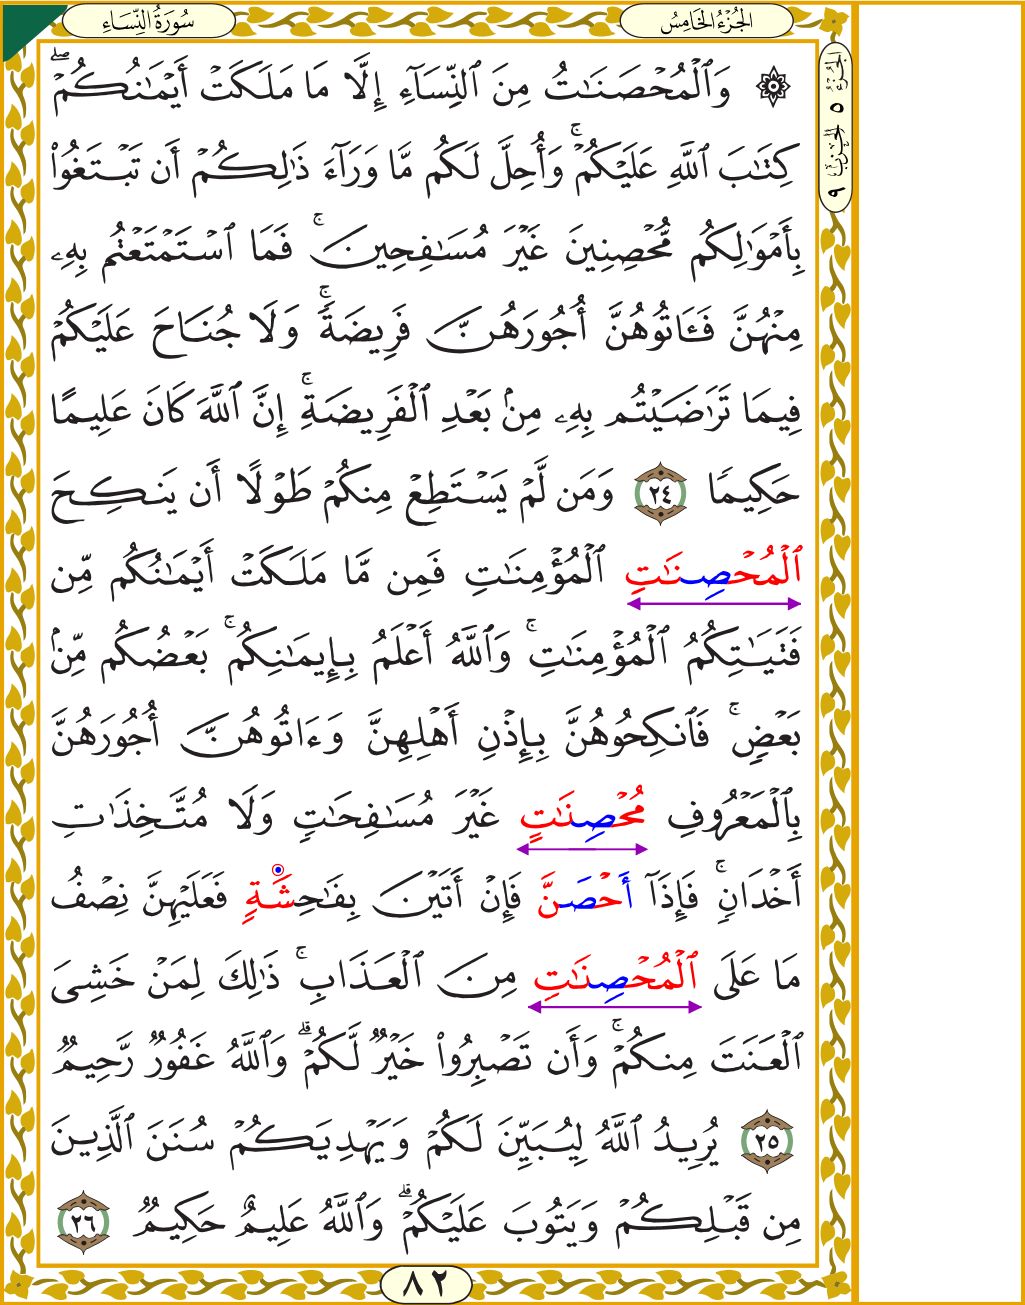 سُورَةُ النِّسَاءِ
الجُزْءُ الخَامِسُ
الجُزْءُ ٥ الحِزْبُ ٩
۞ وَٱلْمُحْصَنَٰتُ مِنَ ٱلنِّسَآءِ إِلَّا مَا مَلَكَتْ أَيْمَٰنُكُمْۖ
كِتَٰبَ ٱللَّهِ عَلَيْكُمْۚ وَأُحِلَّ لَكُم مَّا وَرَآءَ ذَٰلِكُمْ أَن تَبْتَغُوا۟
بِأَمْوَٰلِكُم مُّحْصِنِينَ غَيْرَ مُسَٰفِحِينَۚ فَمَا ٱسْتَمْتَعْتُم بِهِۦ
مِنْهُنَّ فَـَٔاتُوهُنَّ أُجُورَهُنَّ فَرِيضَةًۚ وَلَا جُنَاحَ عَلَيْكُمْ
فِيمَا تَرَٰضَيْتُم بِهِۦ مِنۢ بَعْدِ ٱلْفَرِيضَةِۚ إِنَّ ٱللَّهَ كَانَ عَلِيمًا
حَكِيمًا ٢٤ وَمَن لَّمْ يَسْتَطِعْ مِنكُمْ طَوْلًا أَن يَنكِحَ
ٱلْمُحْصِنَٰتِ ٱلْمُؤْمِنَٰتِ فَمِن مَّا مَلَكَتْ أَيْمَٰنُكُم مِّن
فَتَيَٰتِكُمُ ٱلْمُؤْمِنَٰتِۚ وَٱللَّهُ أَعْلَمُ بِإِيمَٰنِكُمۚ بَعْضُكُم مِّنۢ
بَعْضٍۚ فَٱنكِحُوهُنَّ بِإِذْنِ أَهْلِهِنَّ وَءَاتُوهُنَّ أُجُورَهُنَّ
بِٱلْمَعْرُوفِ مُحْصِنَٰتٍ غَيْرَ مُسَٰفِحَٰتٍ وَلَا مُتَّخِذَٰتِ
أَخْدَانٍۚ فَإِذَآ أَحْصَنَّ فَإِنْ أَتَيْنَ بِفَٰحِشَةٍ فَعَلَيْهِنَّ نِصْفُ
مَا عَلَى ٱلْمُحْصِنَٰتِ مِنَ ٱلْعَذَابِۚ ذَٰلِكَ لِمَنْ خَشِىَ
ٱلْعَنَتَ مِنكُمْۚ وَأَن تَصْبِرُوا۟ خَيْرٌ لَّكُمْۗ وَٱللَّهُ غَفُورٌ رَّحِيمٌ
٢٥ يُرِيدُ ٱللَّهُ لِيُبَيِّنَ لَكُمْ وَيَهْدِيَكُمْ سُنَنَ ٱلَّذِينَ
مِن قَبْلِكُمْ وَيَتُوبَ عَلَيْكُمْۗ وَٱللَّهُ عَلِيمٌ حَكِيمٌ ٢٦
٨٢